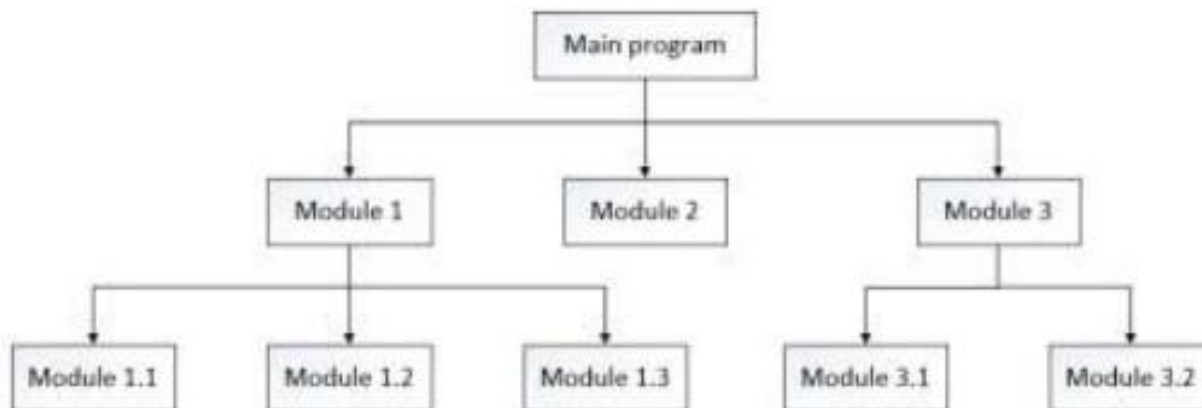 Main program
Module 1
Module 2
Module 3
Module 1.1
Module 1.2
Module 1.3
Module 3.1
Module 3.2